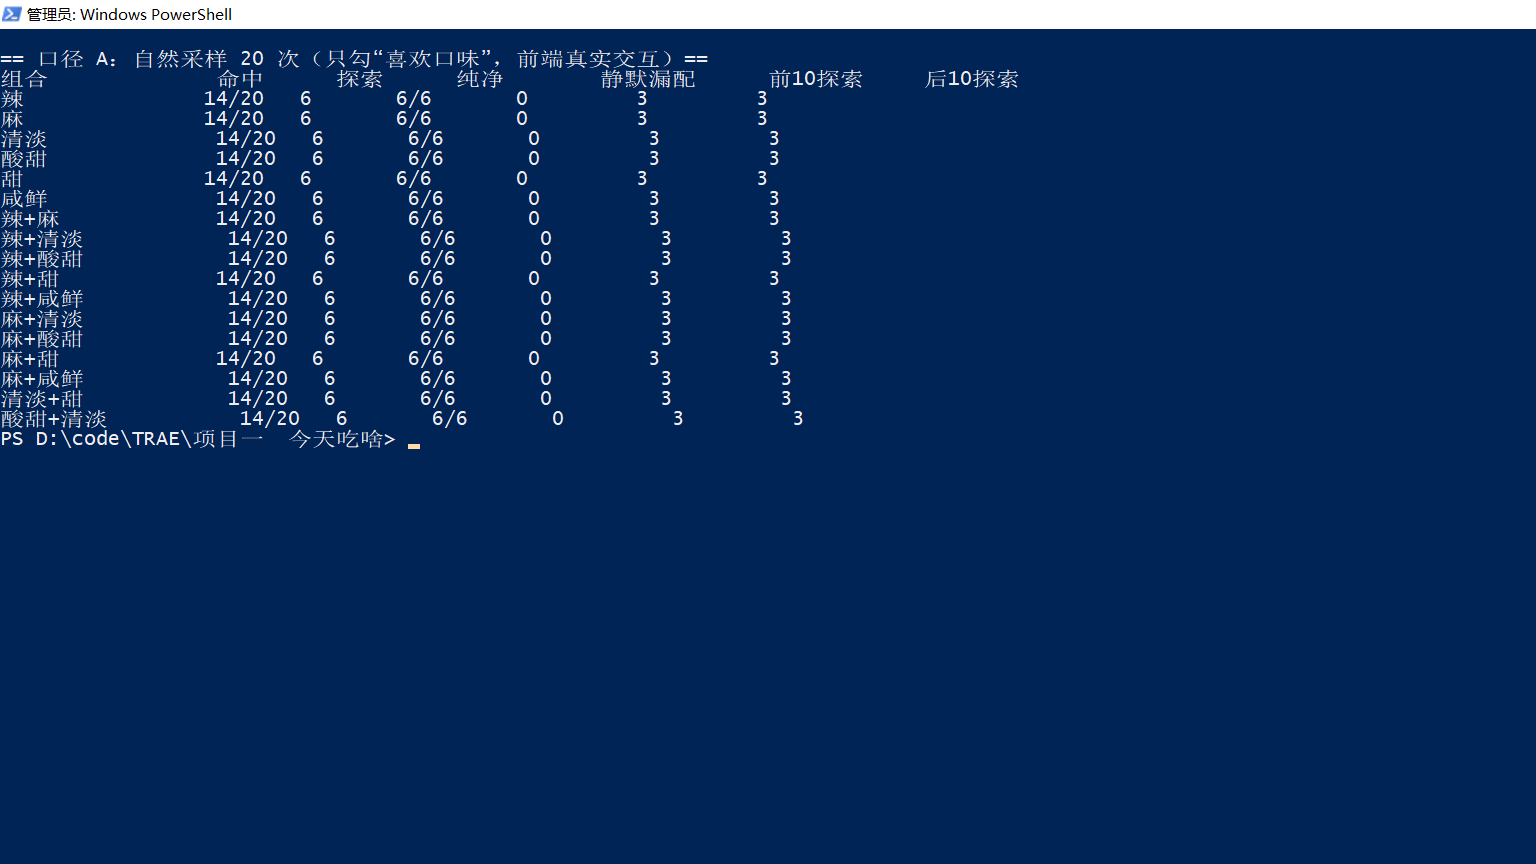 管理员: Windows PowerShell
== 口径 A: 自然采样 20 次（只勾“喜欢口味”，前端真实交互）==
组合 命中 探索 纯净 静默漏配 前10探索 后10探索
辣 14/20 6 6/6 0 3 3
麻 14/20 6 6/6 0 3 3
清淡 14/20 6 6/6 0 3 3
酸甜 14/20 6 6/6 0 3 3
甜 14/20 6 6/6 0 3 3
咸鲜 14/20 6 6/6 0 3 3
辣+麻 14/20 6 6/6 0 3 3
辣+清淡 14/20 6 6/6 0 3 3
辣+酸甜 14/20 6 6/6 0 3 3
辣+甜 14/20 6 6/6 0 3 3
辣+咸鲜 14/20 6 6/6 0 3 3
麻+清淡 14/20 6 6/6 0 3 3
麻+酸甜 14/20 6 6/6 0 3 3
麻+甜 14/20 6 6/6 0 3 3
麻+咸鲜 14/20 6 6/6 0 3 3
清淡+甜 14/20 6 6/6 0 3 3
酸甜+清淡 14/20 6 6/6 0 3 3
PS D:\code\TRAE\项目一  今天吃啥>